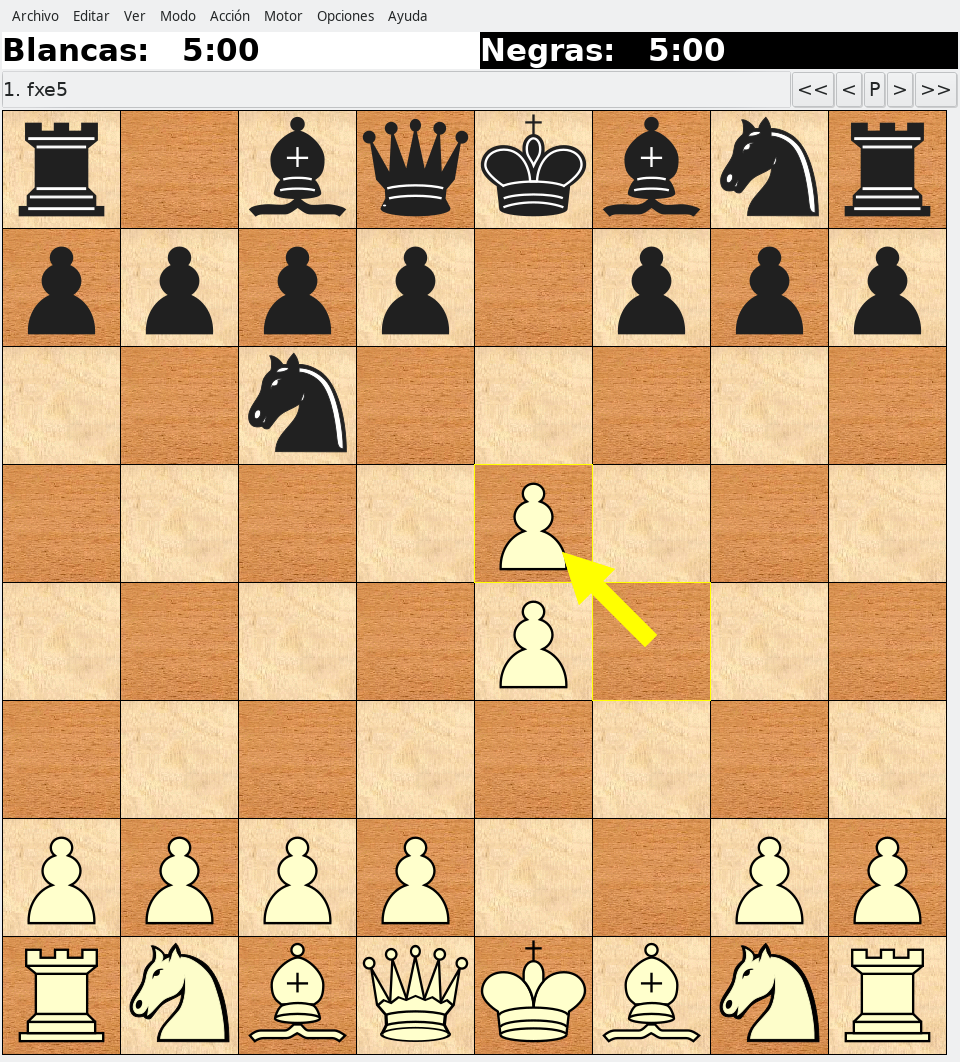 Archivo Editar Ver Modo Acción Motor Opciones Ayuda
Blancas: 5:00 Negras: 5:00
1. fxe5 << < P > >>